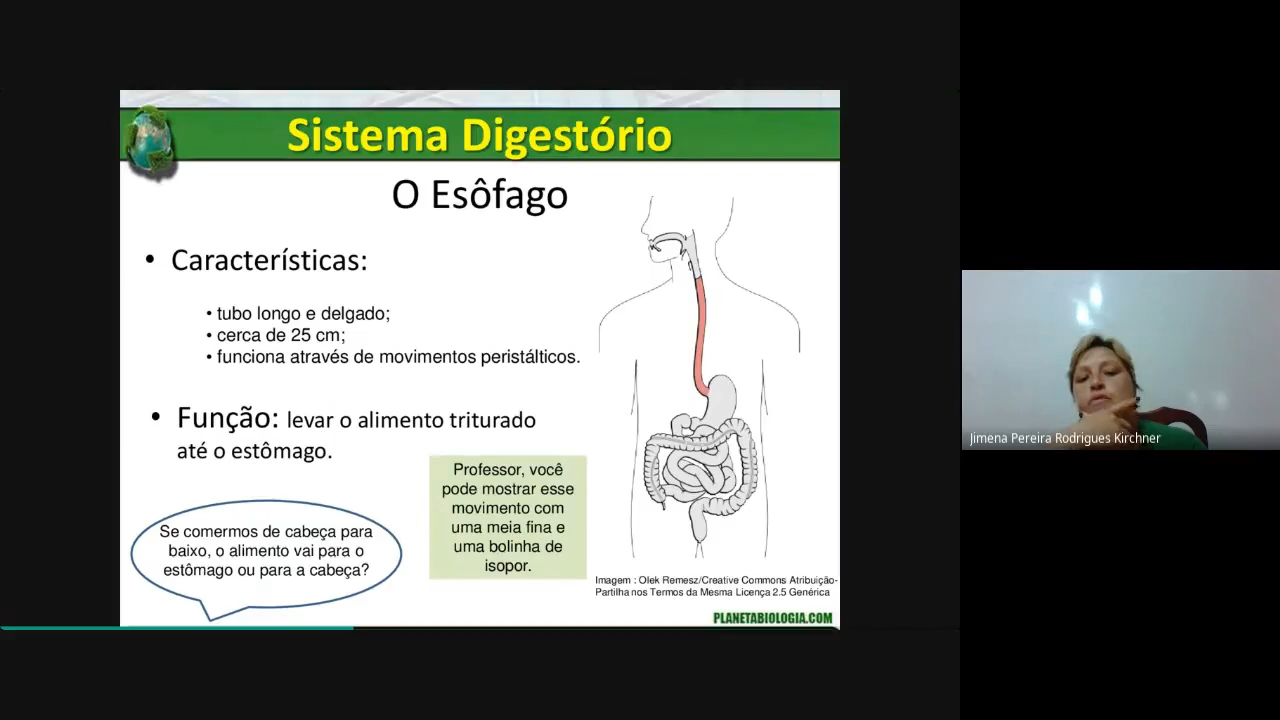 Sistema Digestório
O Esôfago
• Características:
• tubo longo e delgado;
• cerca de 25 cm;
• funciona através de movimentos peristálticos.
• Função: levar o alimento triturado
até o estômago.
Professor, você
pode mostrar esse
movimento com
uma meia fina e
uma bolinha de
isopor.
Se comermos de cabeça para
baixo, o alimento vai para o
estômago ou para a cabeça?
Imagem : Olek Remesz/Creative Commons Atribuição-
Partilha nos Termos da Mesma Licença 2.5 Genérica
PLANETABIOLOGIA.COM
Jimena Pereira Rodrigues Kirchner